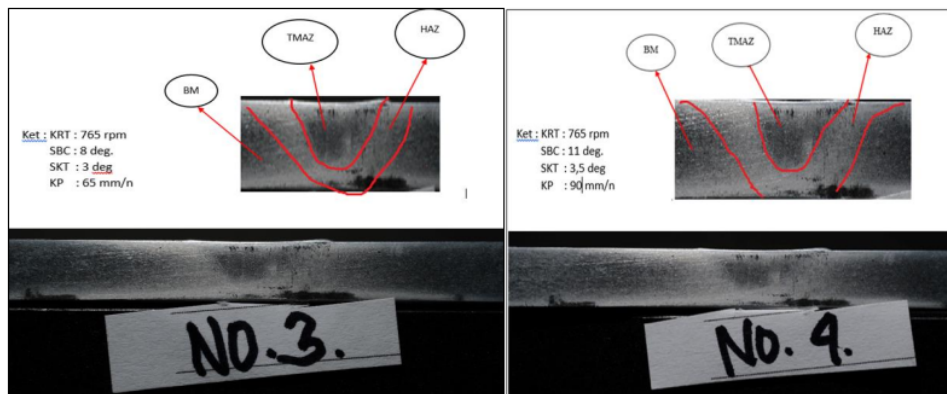 TMAZ
HAZ
BM
Ket : KRT : 765 rpm
SBC : 8 deg.
SKT : 3 deg
KP : 65 mm/n
NO.3.
BM
TMAZ
HAZ
Ket : KRT : 765 rpm
SBC : 11 deg.
SKT : 3,5 deg
KP : 90 mm/n
NO. 4.